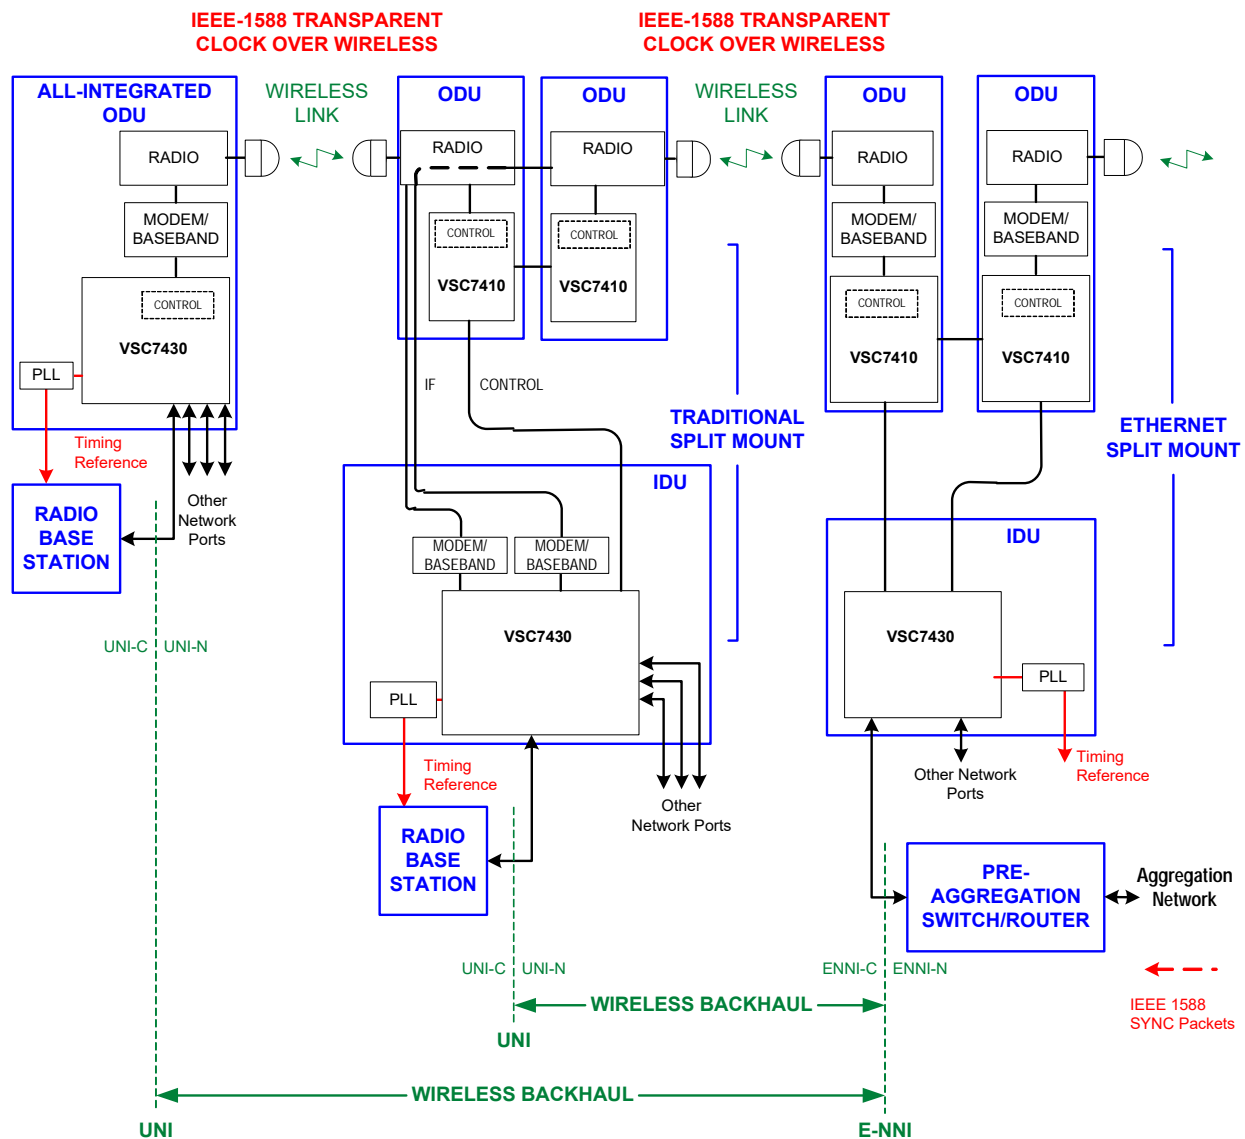 IEEE-1588 TRANSPARENT
CLOCK OVER WIRELESS
IEEE-1588 TRANSPARENT
CLOCK OVER WIRELESS
ALL-INTEGRATED
ODU
WIRELESS
LINK
ODU
ODU
WIRELESS
LINK
ODU
ODU
RADIO
RADIO
RADIO
RADIO
RADIO
MODEM/
BASEBAND
MODEM/
BASEBAND
MODEM/
BASEBAND
CONTROL
CONTROL
CONTROL
CONTROL
CONTROL
VSC7430
VSC7410
VSC7410
VSC7410
VSC7410
PLL
IF
CONTROL
TRADITIONAL
SPLIT MOUNT
ETHERNET
SPLIT MOUNT
Timing
Reference
Other
Network
Ports
RADIO
BASE
STATION
IDU
IDU
MODEM/
BASEBAND
MODEM/
BASEBAND
UNI-C
UNI-N
VSC7430
VSC7430
PLL
PLL
Timing
Reference
Other
Network Ports
Other Network
Ports
Timing
Reference
RADIO
BASE
STATION
PRE-
AGGREGATION
SWITCH/ROUTER
Aggregation
Network
UNI-C
UNI-N
ENNI-C
ENNI-N
WIRELESS BACKHAUL
IEEE 1588
SYNC Packets
UNI
WIRELESS BACKHAUL
UNI
E-NNI